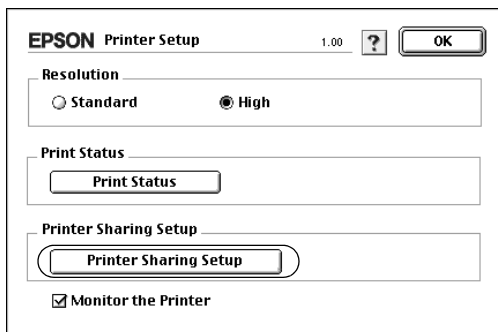 EPSON Printer Setup 1.00 ? OK
Resolution
Standard High
Print Status
Print Status
Printer Sharing Setup
Printer Sharing Setup
Monitor the Printer